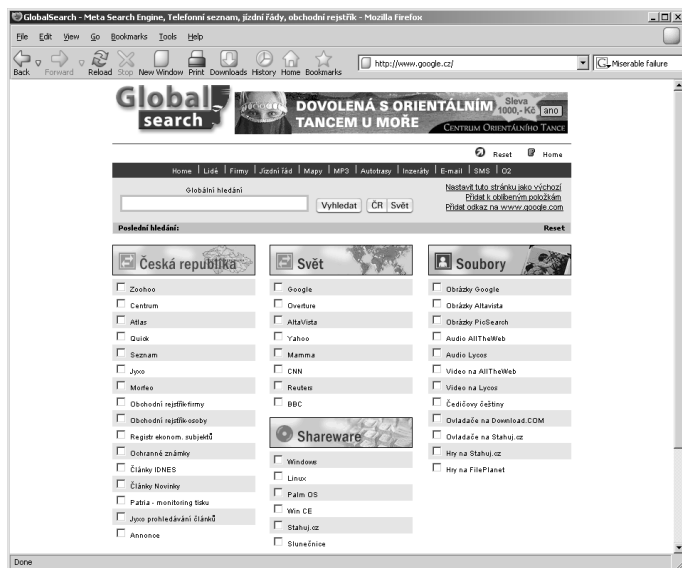 GlobalSearch - Meta Search Engine, Telefonní seznam, jízdní řády, obchodní rejstřík - Mozilla Firefox
File Edit View Go Bookmarks Tools Help
Back Forward Reload Stop New Window Print Downloads History Home Bookmarks http://www.google.cz/ G Miserable failure
Global
search
DOVOLENÁ S ORIENTÁLNÍM
TANCEM U MOŘE
Sleva
1000,- Kč
ano
CENTRUM ORIENTÁLNÍHO TANCE
Reset Home
Home | Lidé | Firmy | Jízdní řád | Mapy | MP3 | Autotrasy | Inzeráty | E-mail | SMS | O2
Globální hledání
Vyhledat ČR Svět
Nastavit tuto stránku jako výchozí
Přidat k oblíbeným položkám
Přidat odkaz na www.google.com
Poslední hledání: Reset
Česká republika
Zoohoo
Centrum
Atlas
Quick
Seznam
Jyxo
Morfeo
Obchodní rejstřík-firmy
Obchodní rejstřík-osoby
Registr ekonom. subjektů
Ochranné známky
Články IDNES
Články Novinky
Patria - monitoring tisku
Jyxo prohledávání článků
Annonce
Svět
Google
Overture
AltaVista
Yahoo
Mamma
CNN
Reuters
BBC
Shareware
Windows
Linux
Palm OS
Win CE
Stahuj.cz
Slunečnice
Soubory
Obrázky Google
Obrázky Altavista
Obrázky PicSearch
Audio AllTheWeb
Audio Lycos
Video na AllTheWeb
Video na Lycos
Čedičovy češtiny
Ovladače na Download.COM
Ovladače na Stahuj.cz
Hry na Stahuj.cz
Hry na FilePlanet
Done